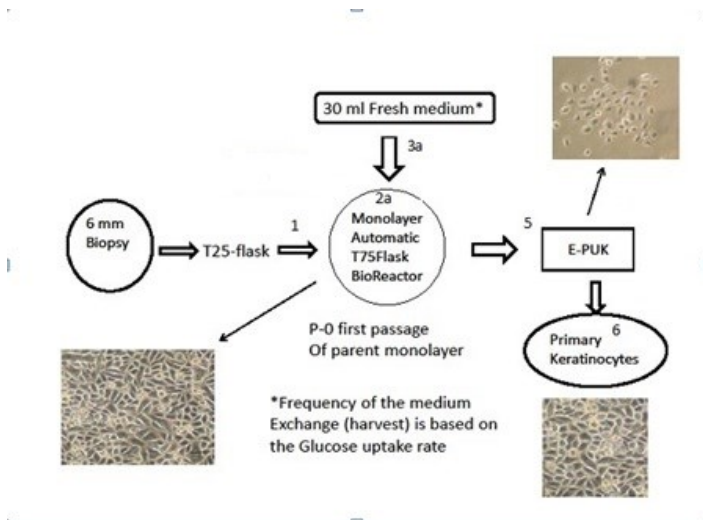 30 ml Fresh medium*
3a
6 mm
Biopsy
T25-flask
1
2a
Monolayer
Automatic
T75Flask
BioReactor
5
E-PUK
P-0 first passage
Of parent monolayer
Primary 6
Keratinocytes
*Frequency of the medium
Exchange (harvest) is based on
the Glucose uptake rate